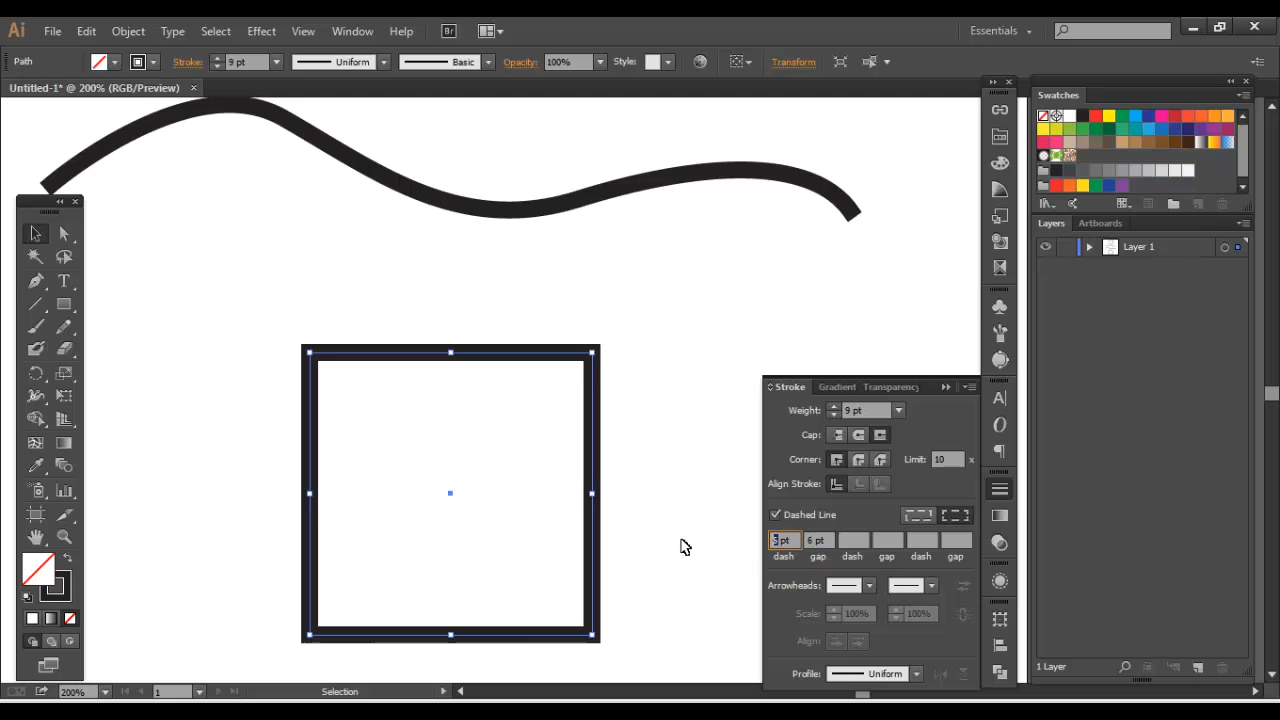 Ai File Edit Object Type Select Effect View Window Help Br Essentials
Path Stroke: 9 pt Uniform Basic Opacity: 100% Style: Transform
Untitled-1* @ 200% (RGB/Preview)
Swatches
Layers Artboards
Layer 1
Stroke Gradient Transparency
Weight: 9 pt
Cap:
Corner: Limit: 10 x
Align Stroke:
Dashed Line
pt 6 pt
dash gap dash gap dash gap
Arrowheads:
Scale: 100% 100%
Align:
Profile: Uniform
1 Layer
200% 1 Selection